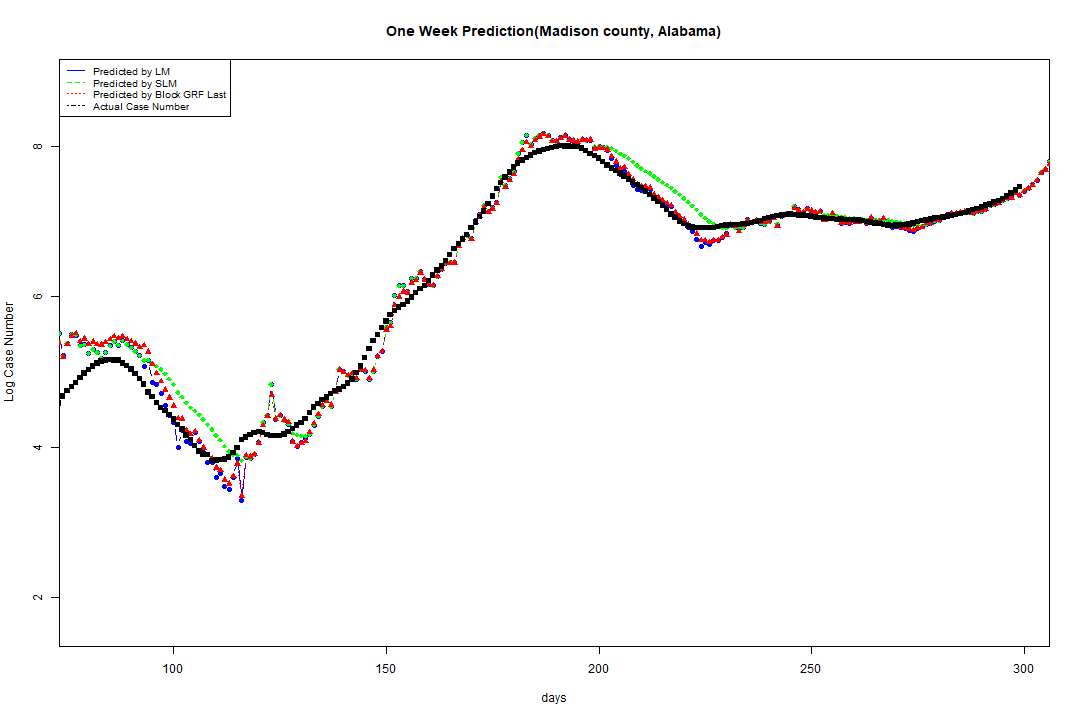 One Week Prediction(Madison county, Alabama)
Predicted by LM
Predicted by SLM
Predicted by Block GRF Last
Actual Case Number
8
6
4
2
Log Case Number
100 150 200 250 300
days